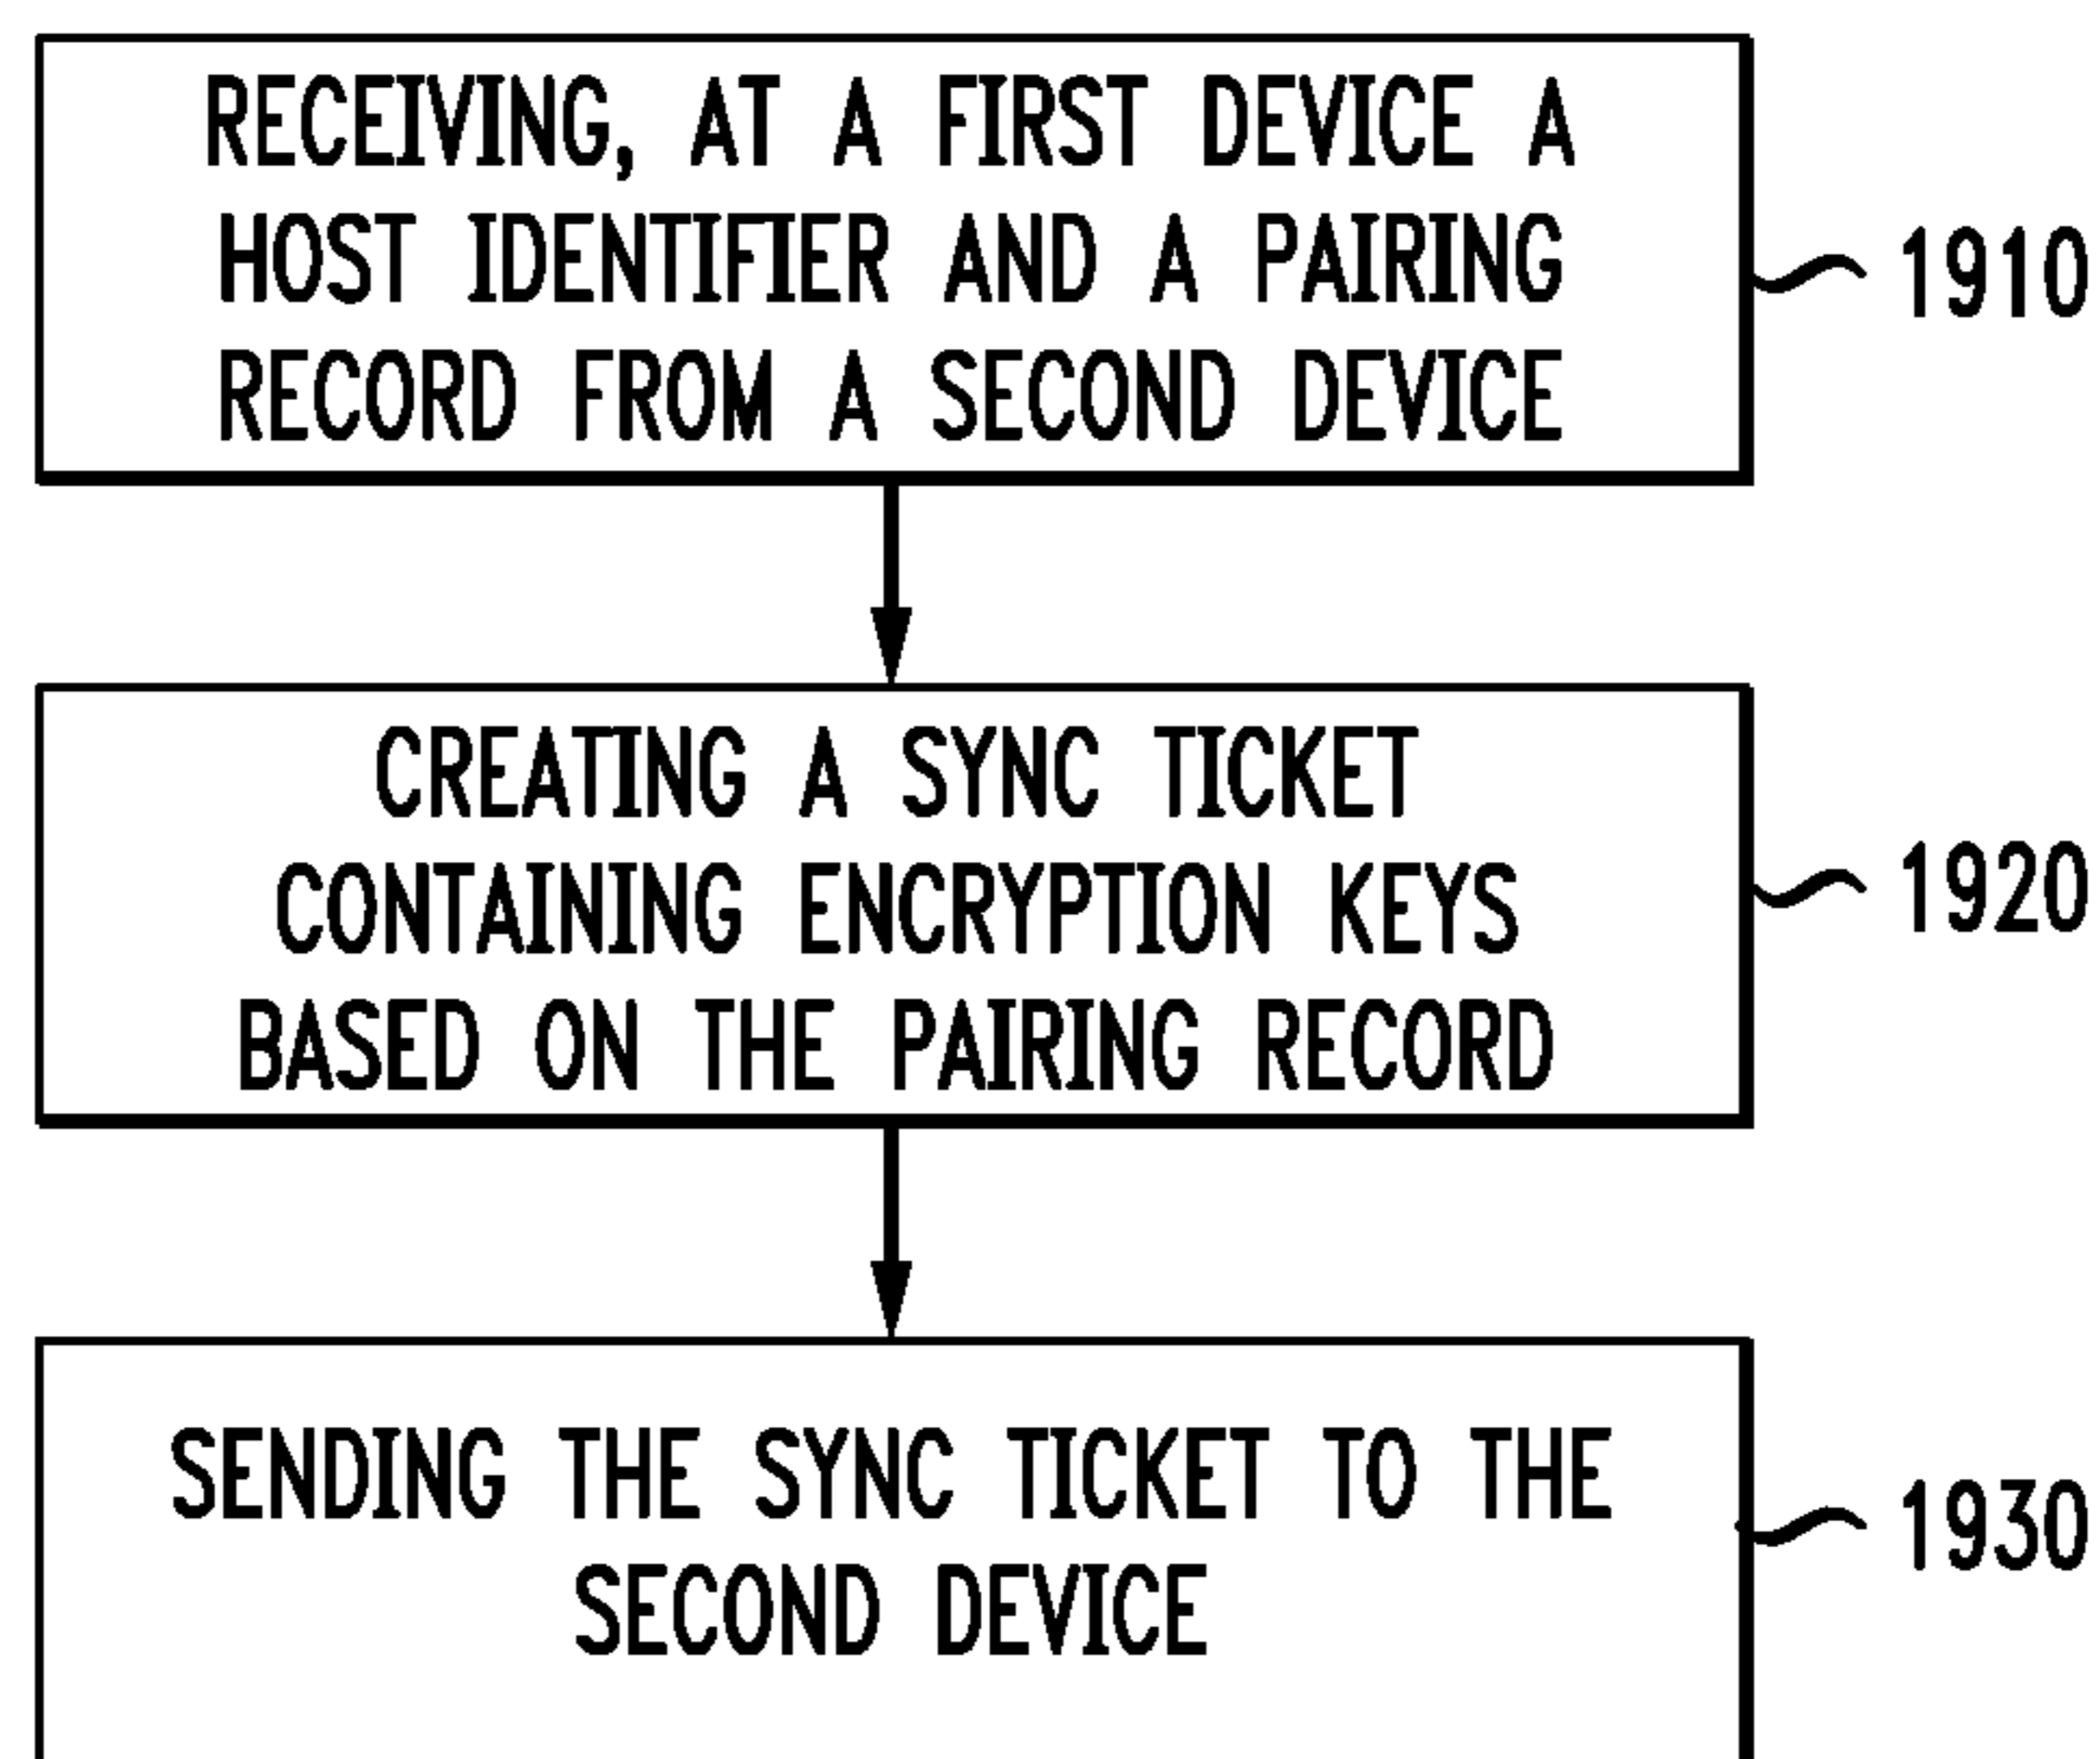 RECEIVING, AT A FIRST DEVICE A
HOST IDENTIFIER AND A PAIRING
RECORD FROM A SECOND DEVICE
1910
CREATING A SYNC TICKET
CONTAINING ENCRYPTION KEYS
BASED ON THE PAIRING RECORD
1920
SENDING THE SYNC TICKET TO THE
SECOND DEVICE
1930